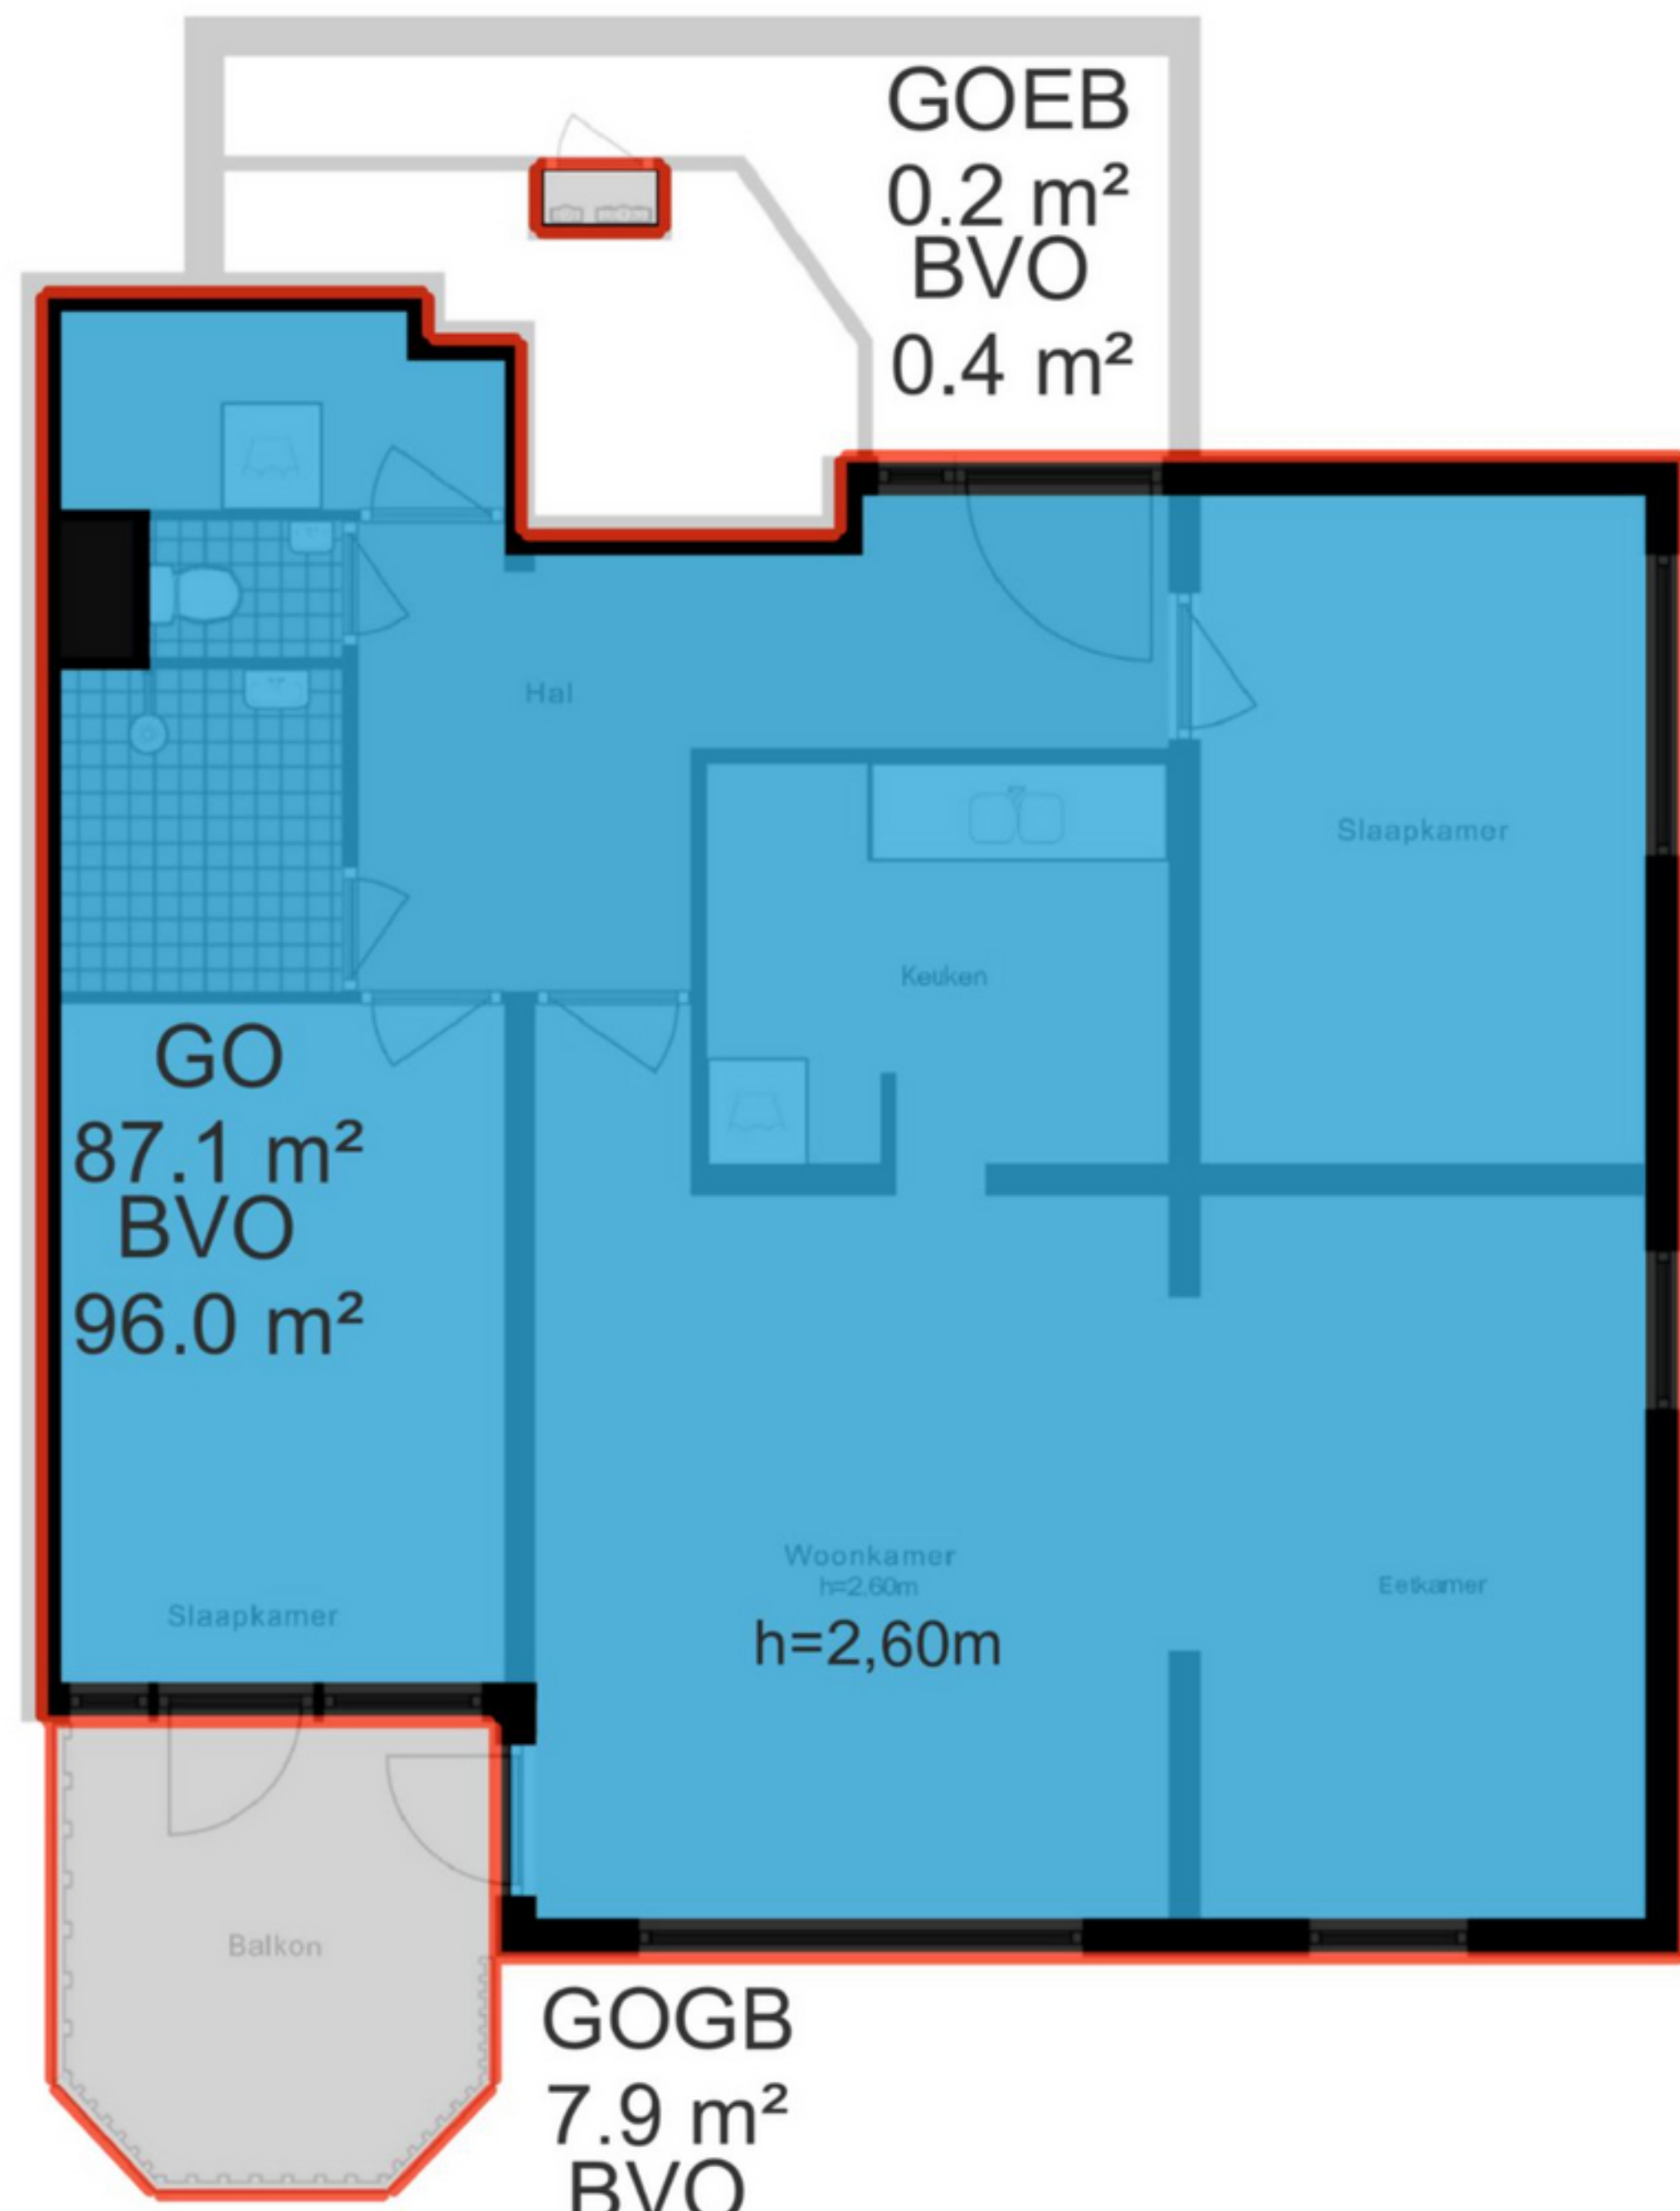 GOEB
0.2 m²
BVO
0.4 m²
Hal
Slaapkamer
Keuken
GO
87.1 m²
BVO
96.0 m²
Woonkamer
h=2.60m
h=2,60m
Eetkamer
Slaapkamer
Balkon
GOGB
7.9 m²
BVO